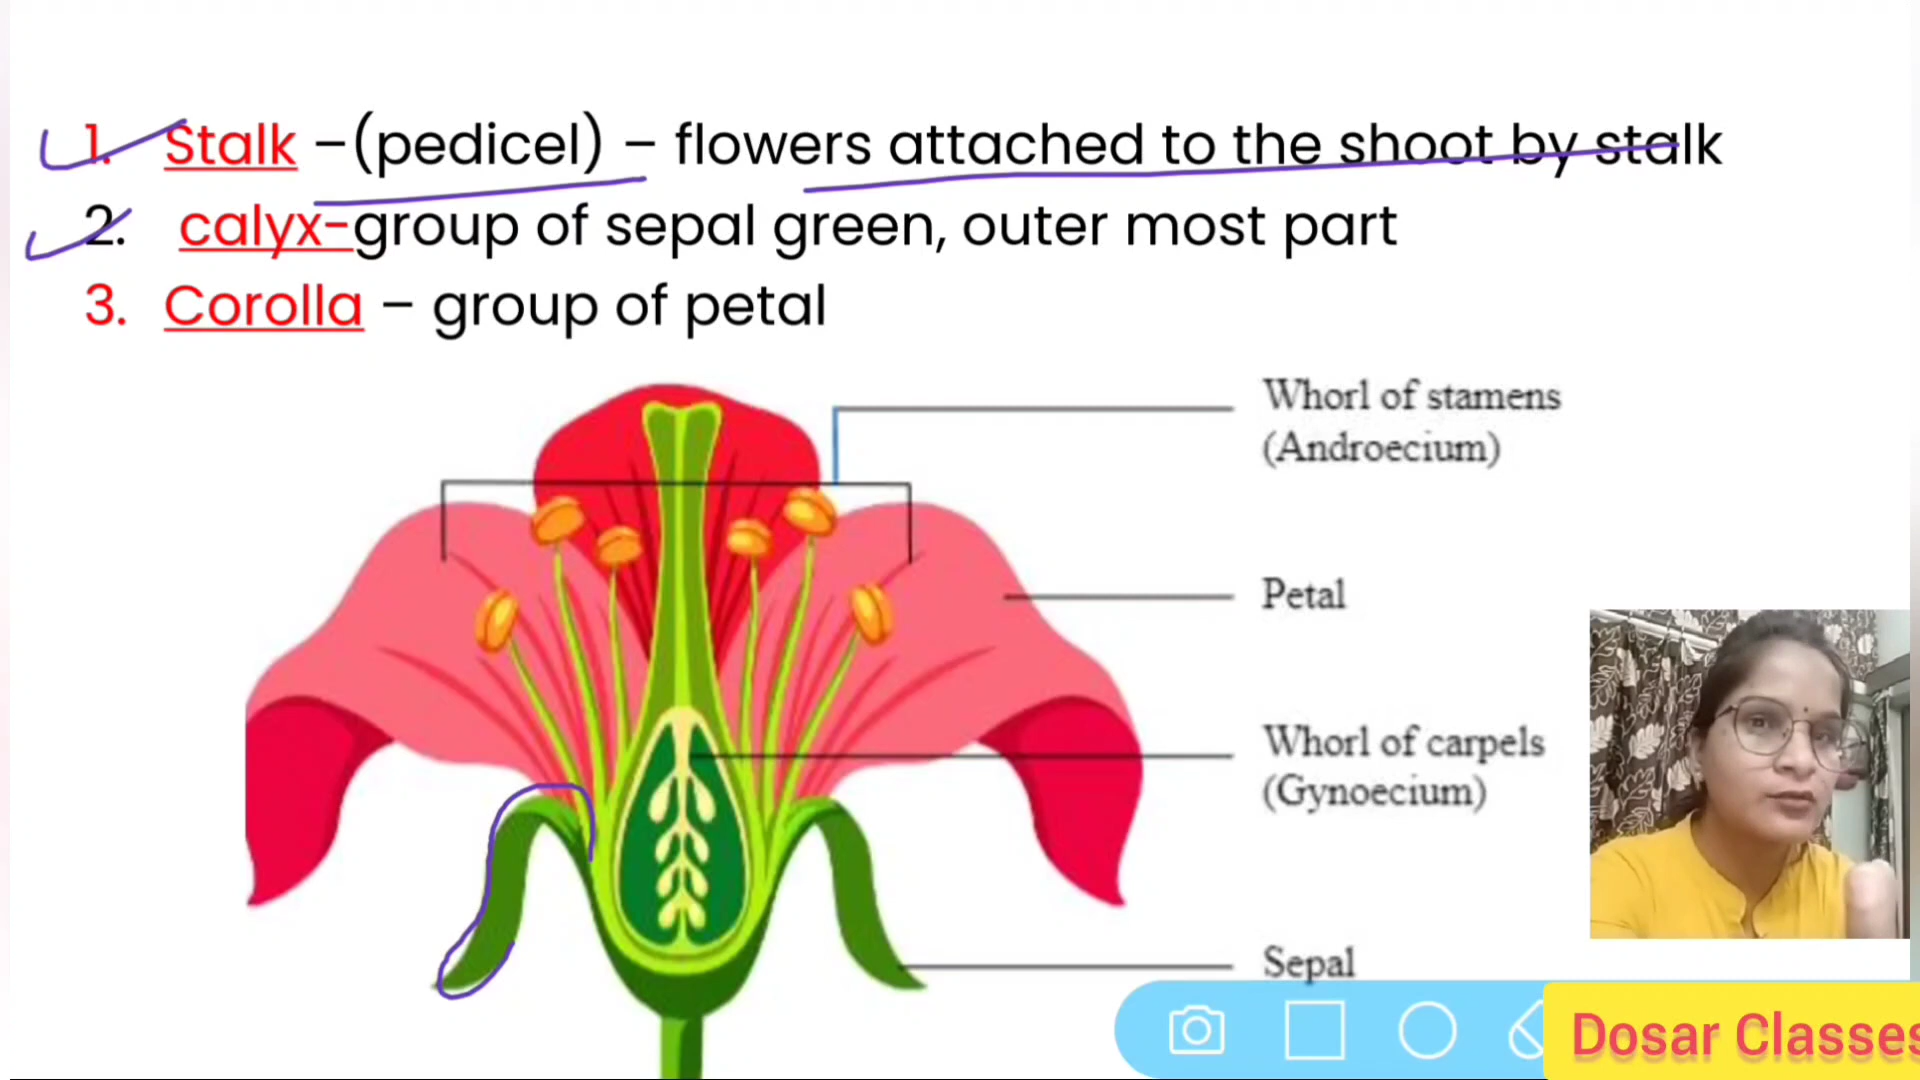 1. Stalk –(pedicel) – flowers attached to the shoot by stalk
2. calyx-group of sepal green, outer most part
3. Corolla – group of petal
Whorl of stamens
(Androecium)
Petal
Whorl of carpels
(Gynoecium)
Sepal
Dosar Classes